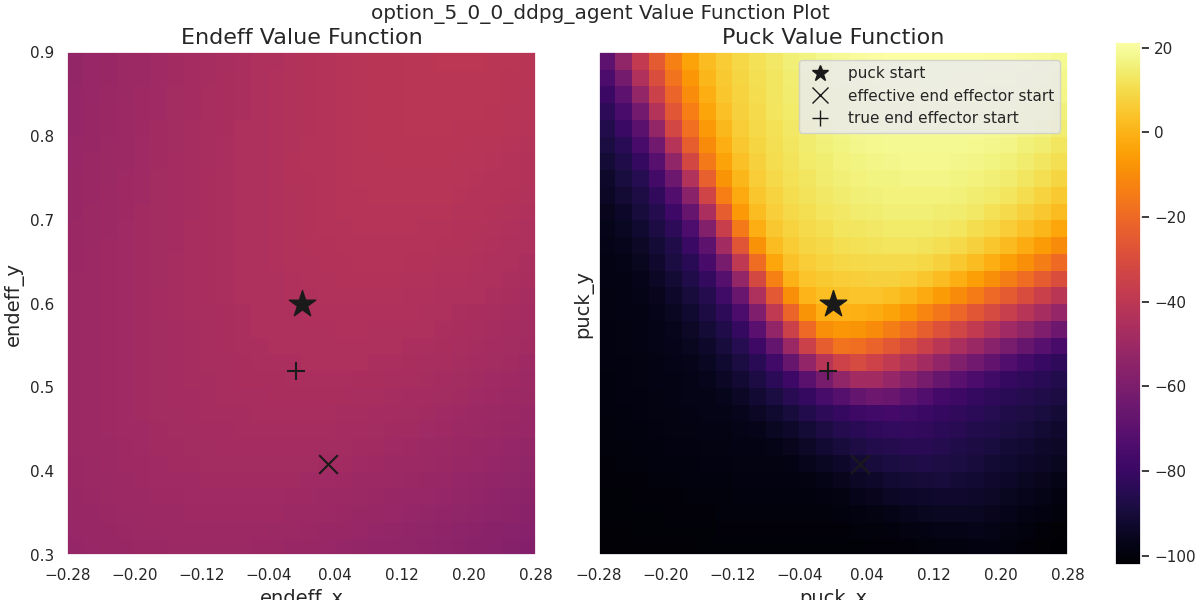 option_5_0_0_ddpg_agent Value Function Plot
Endeff Value Function
Puck Value Function
0.9
0.8
0.7
0.6
0.5
0.4
0.3
endeff_y
−0.28 −0.20 −0.12 −0.04 0.04 0.12 0.20 0.28
endeff_x
puck_y
puck start
effective end effector start
true end effector start
−0.28 −0.20 −0.12 −0.04 0.04 0.12 0.20 0.28
puck_x
20
0
−20
−40
−60
−80
−100